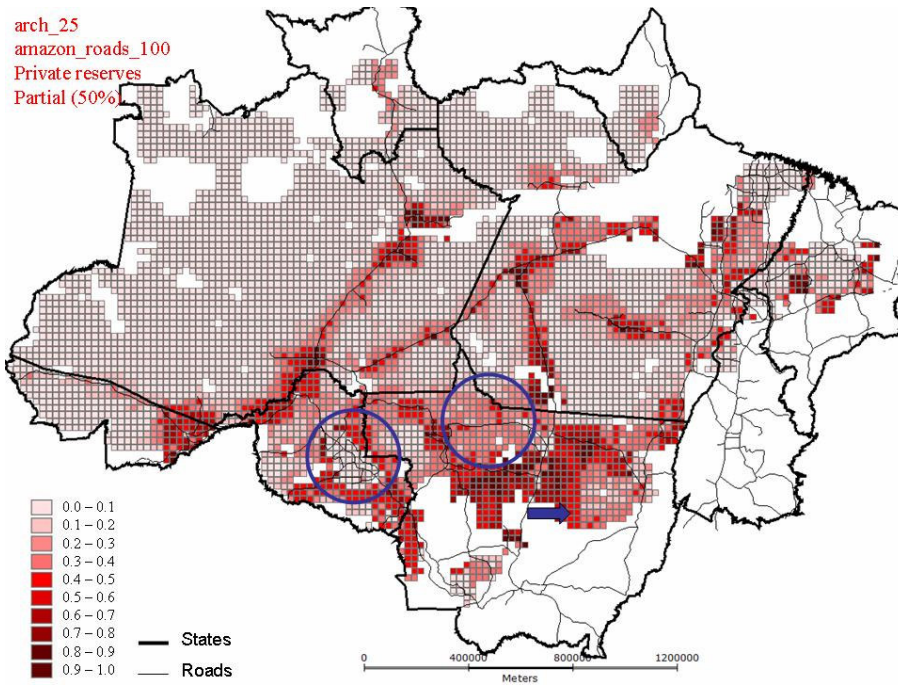 arch_25
amazon_roads_100
Private reserves
Partial (50%)
0.0 – 0.1
0.1 – 0.2
0.2 – 0.3
0.3 – 0.4
0.4 – 0.5
0.5 – 0.6
0.6 – 0.7
0.7 – 0.8
0.8 – 0.9
0.9 – 1.0
States
Roads
0 400000 800000 1200000
Meters